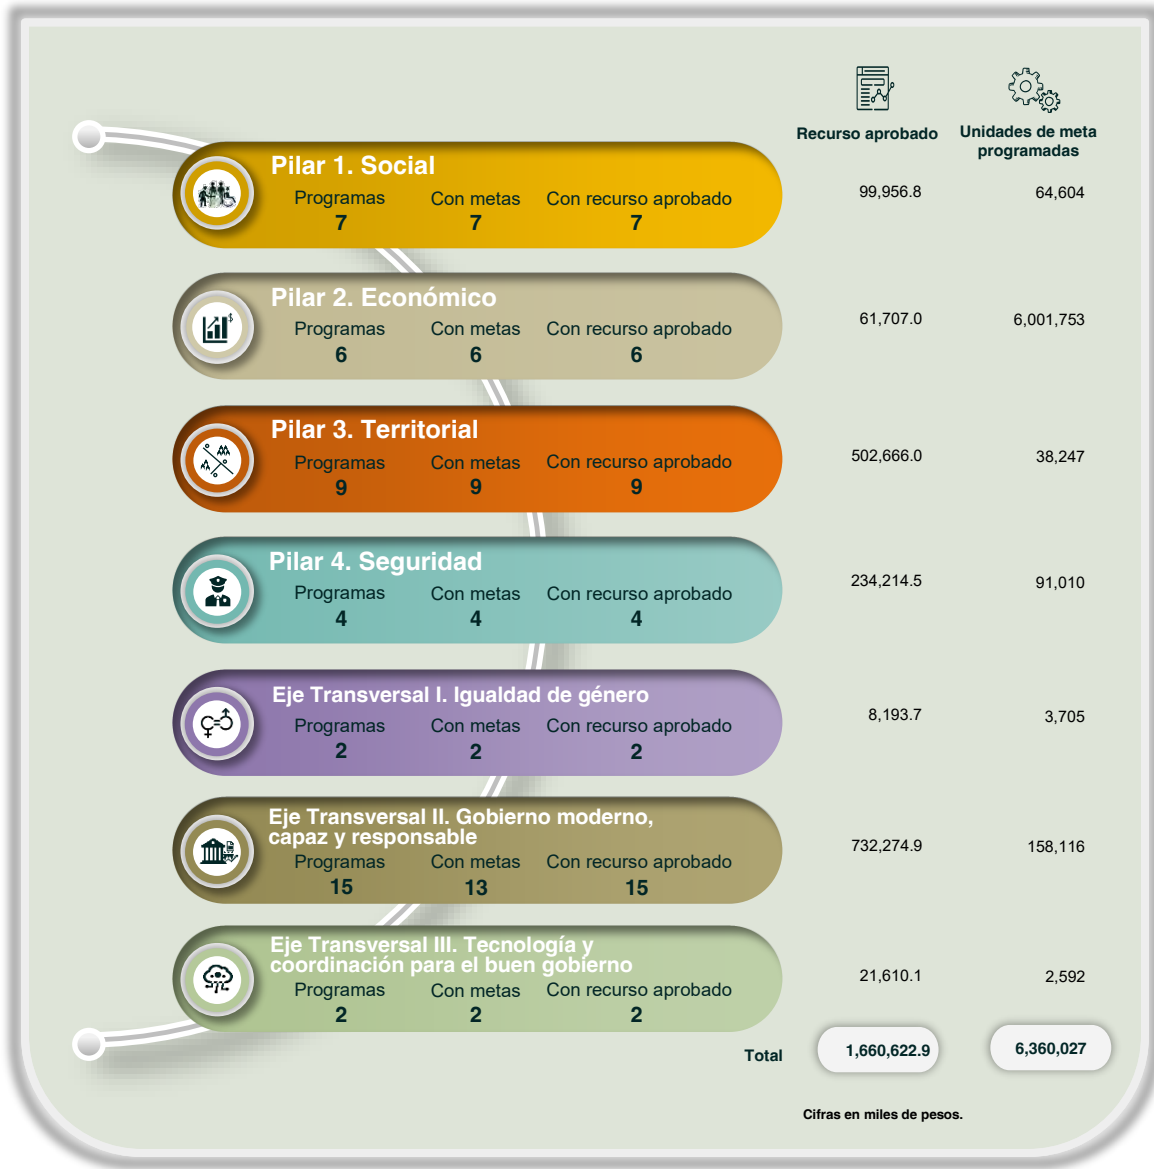 Recurso aprobado
Unidades de meta
programadas
Pilar 1. Social
Programas Con metas Con recurso aprobado
7 7 7
99,956.8 64,604
Pilar 2. Económico
Programas Con metas Con recurso aprobado
6 6 6
61,707.0 6,001,753
Pilar 3. Territorial
Programas Con metas Con recurso aprobado
9 9 9
502,666.0 38,247
Pilar 4. Seguridad
Programas Con metas Con recurso aprobado
4 4 4
234,214.5 91,010
Eje Transversal I. Igualdad de género
Programas Con metas Con recurso aprobado
2 2 2
8,193.7 3,705
Eje Transversal II. Gobierno moderno,
capaz y responsable
Programas Con metas Con recurso aprobado
15 13 15
732,274.9 158,116
Eje Transversal III. Tecnología y
coordinación para el buen gobierno
Programas Con metas Con recurso aprobado
2 2 2
21,610.1 2,592
Total 1,660,622.9 6,360,027
Cifras en miles de pesos.